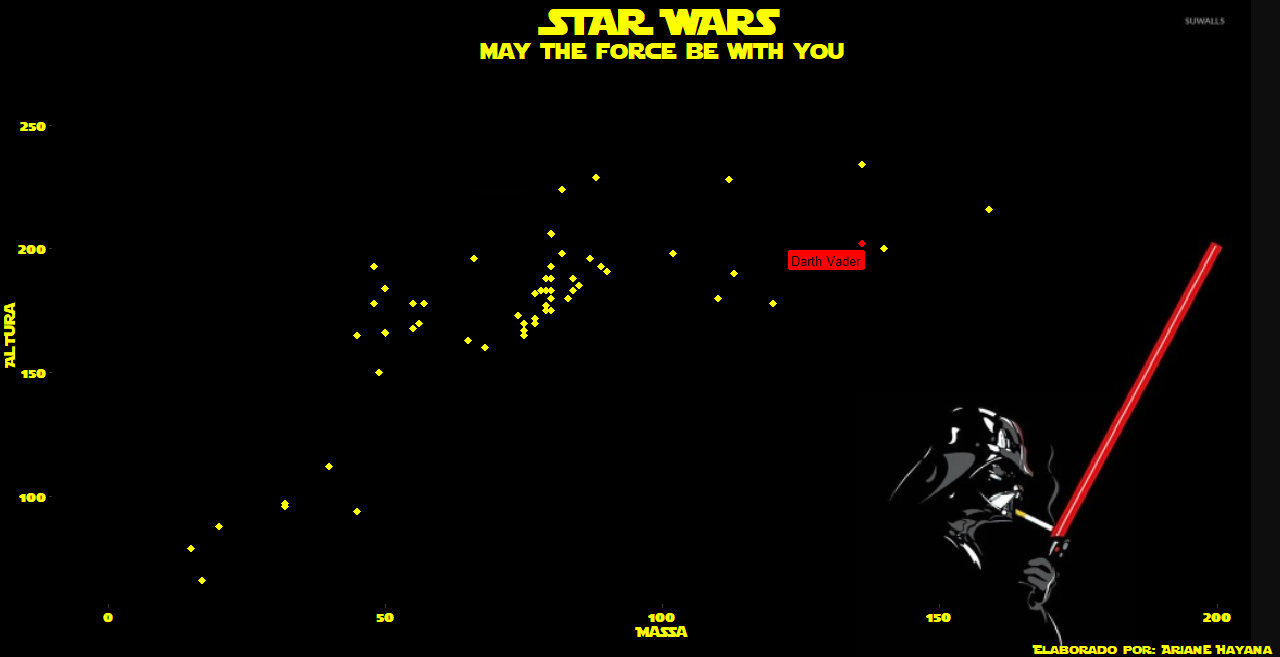 STAR WARS
MAY THE FORCE BE WITH YOU
SUWALLS
250
200
150
100
ALTURA
Darth Vader
0
50
100
150
200
MASSA
ELABORADO POR: ARIANE HAYANA